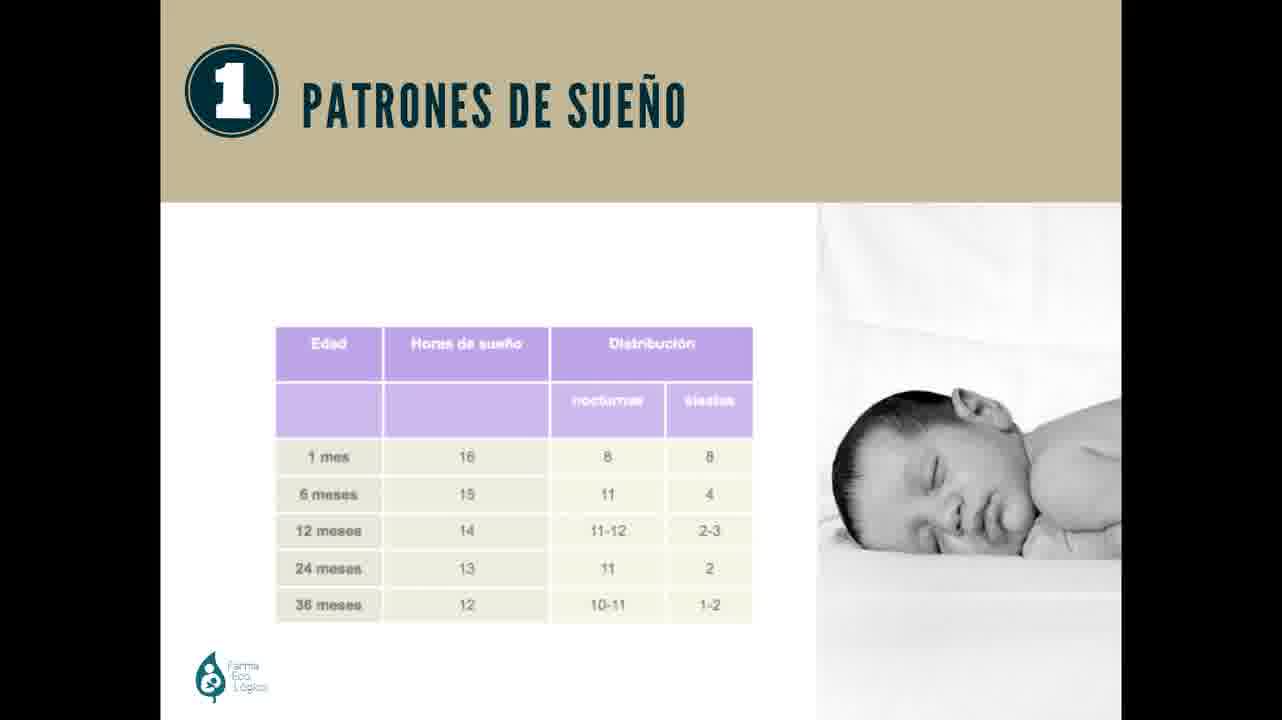 1 PATRONES DE SUEÑO
Edad Horas de sueño Distribución
nocturnas siestas
1 mes 16 8 8
6 meses 15 11 4
12 meses 14 11-12 2-3
24 meses 13 11 2
36 meses 12 10-11 1-2
Farma
Eco
Lógica